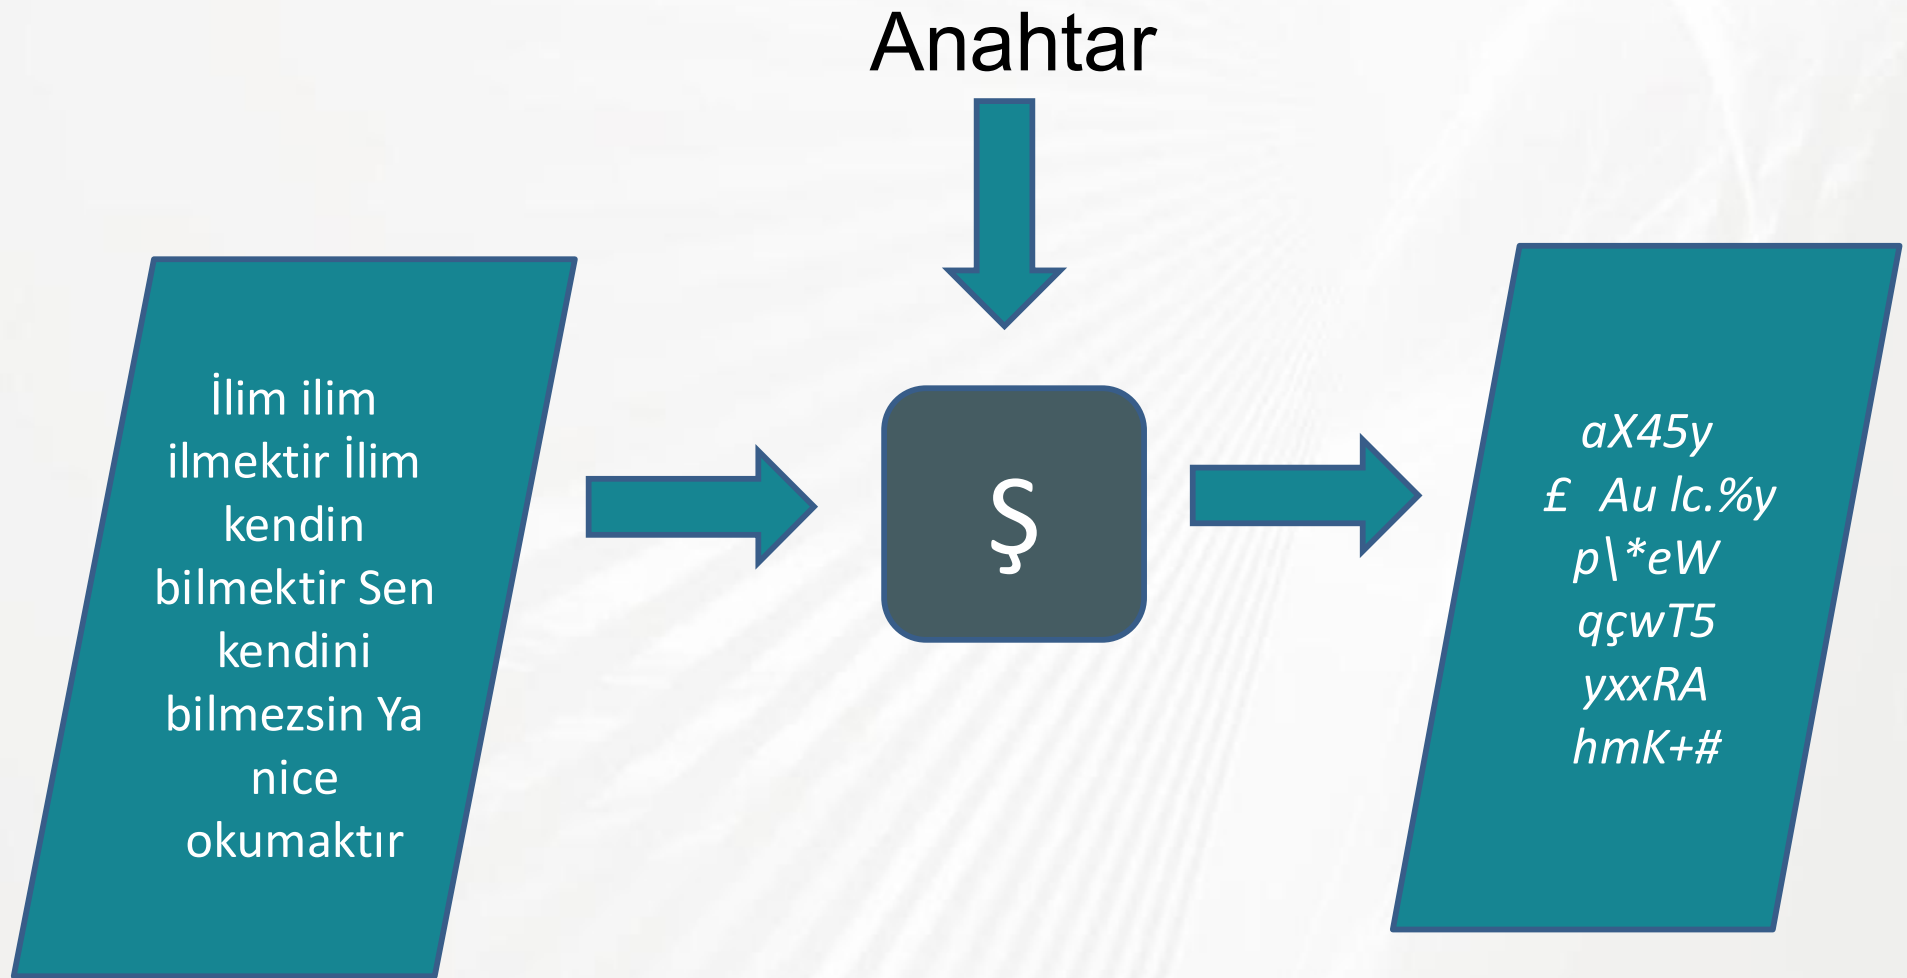 Anahtar
İlim ilim
ilmektir İlim
kendin
bilmektir Sen
kendini
bilmezsin Ya
nice
okumaktır
Ş
aX45y
£ Au lc.%y
p\*eW
qçwT5
yxxRA
hmK+#